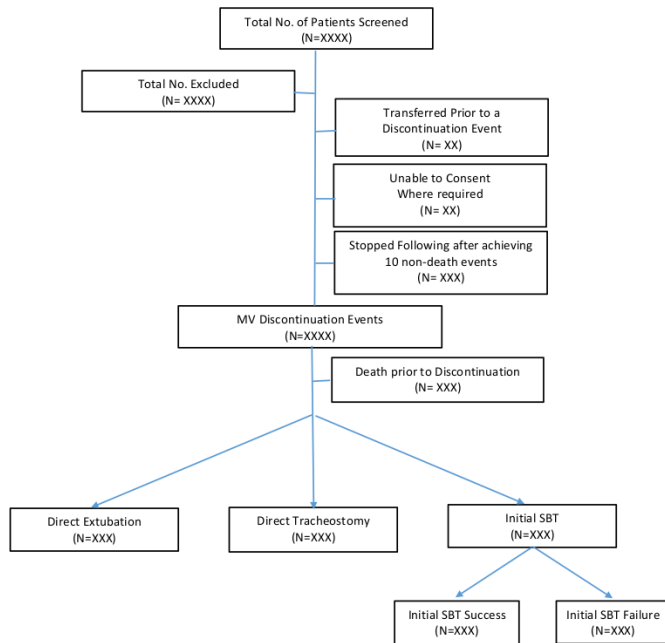 Total No. of Patients Screened
(N=XXXX)
Total No. Excluded
(N= XXXX)
Transferred Prior to a
Discontinuation Event
(N= XX)
Unable to Consent
Where required
(N= XX)
Stopped Following after achieving
10 non-death events
(N= XXX)
MV Discontinuation Events
(N=XXXX)
Death prior to Discontinuation
(N= XXX)
Direct Extubation
(N=XXX)
Direct Tracheostomy
(N=XXX)
Initial SBT
(N=XXX)
Initial SBT Success
(N=XXX)
Initial SBT Failure
(N=XXX)